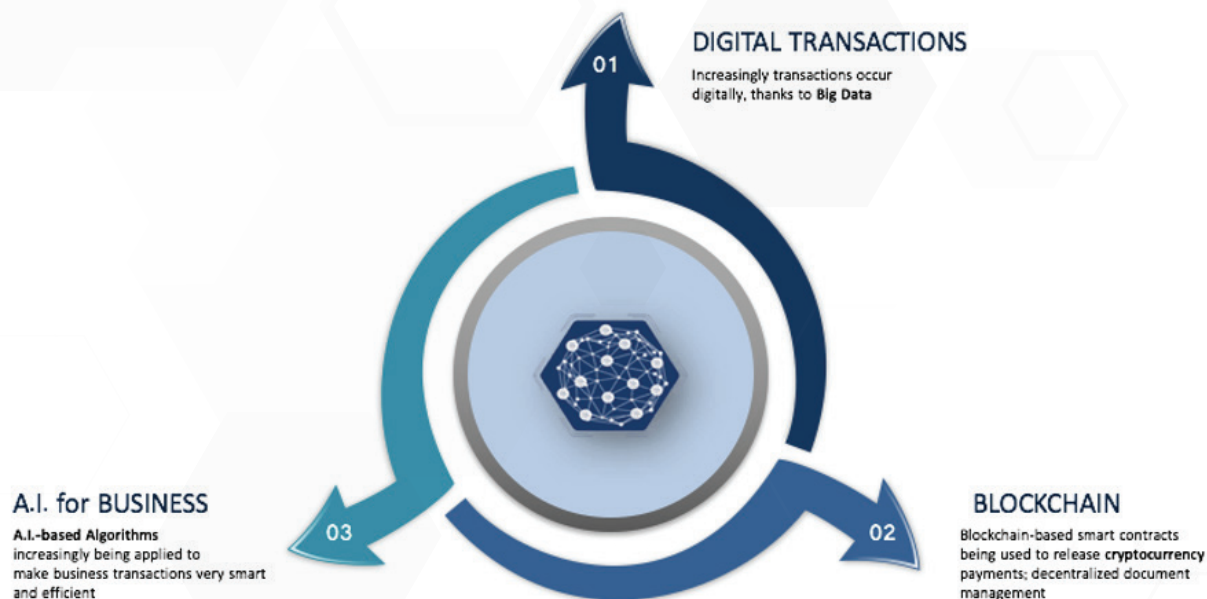 01
DIGITAL TRANSACTIONS
Increasingly transactions occur
digitally, thanks to Big Data
A.I. for BUSINESS
A.I.-based Algorithms
increasingly being applied to
make business transactions very smart
and efficient
03
02
BLOCKCHAIN
Blockchain-based smart contracts
being used to release cryptocurrency
payments; decentralized document
management